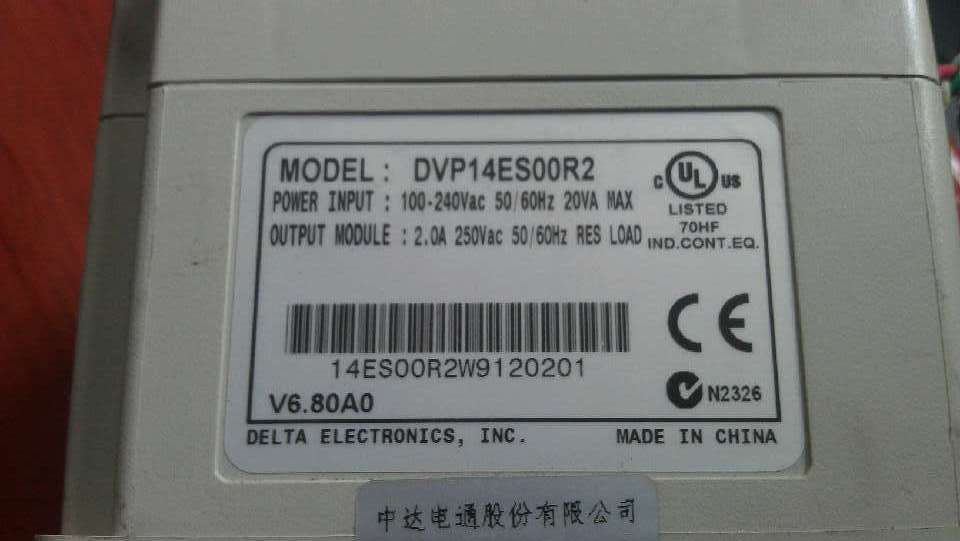 MODEL : DVP14ES00R2
POWER INPUT : 100-240Vac 50/60Hz 20VA MAX
OUTPUT MODULE : 2.0A 250Vac 50/60Hz RES LOAD
C UL US
LISTED
70HF
IND.CONT.EQ.
CE
14ES00R2W9120201
N2326
V6.80A0
DELTA ELECTRONICS, INC. MADE IN CHINA
中达电通股份有限公司